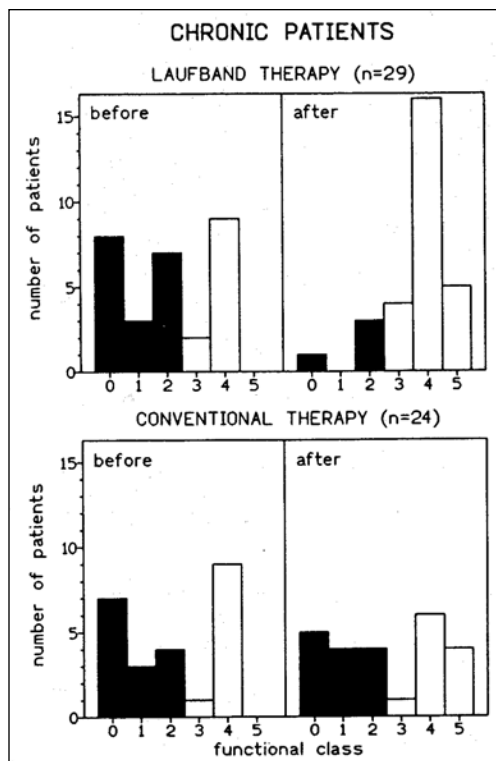 CHRONIC PATIENTS
LAUFBAND THERAPY (n=29)
before
after
number of patients
15
10
5
0
0 1 2 3 4 5
0 1 2 3 4 5
CONVENTIONAL THERAPY (n=24)
before
after
number of patients
15
10
5
0
0 1 2 3 4 5
0 1 2 3 4 5
functional class